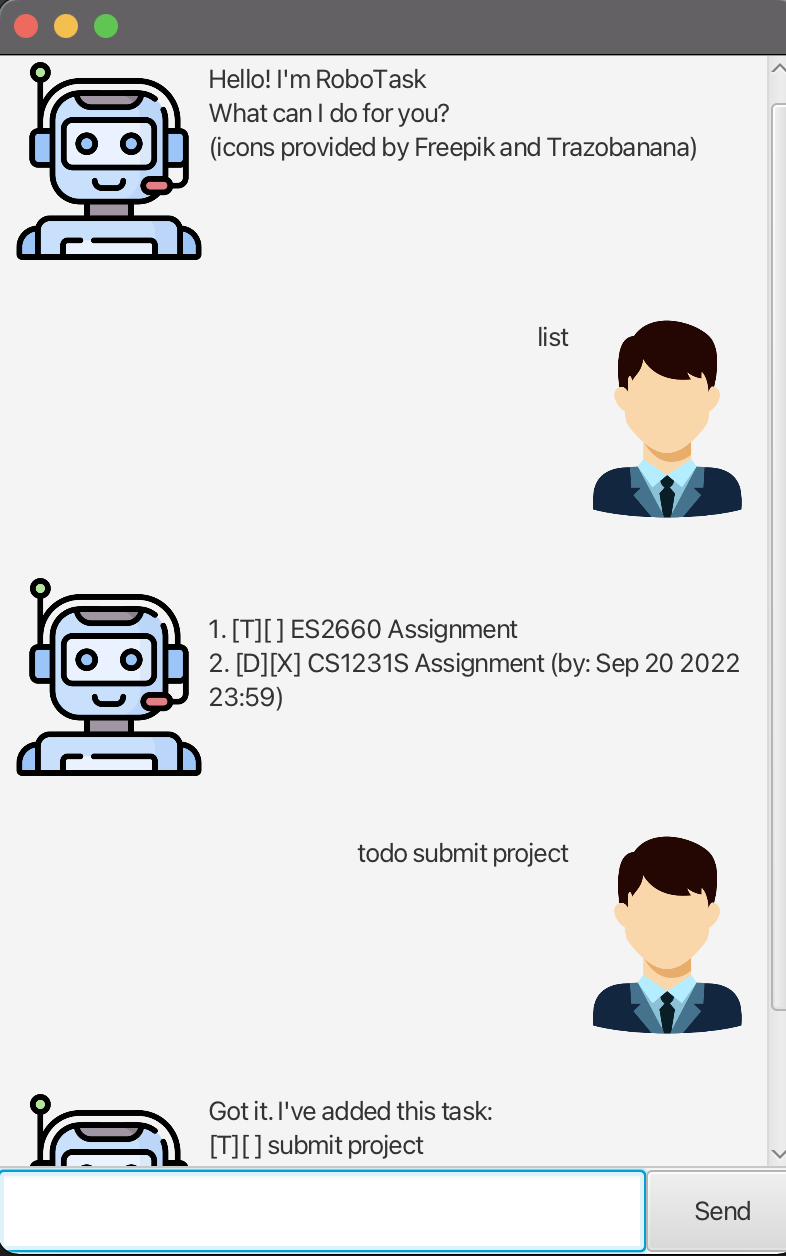 Hello! I'm RoboTask
What can I do for you?
(icons provided by Freepik and Trazobanana)
list
1. [T][ ] ES2660 Assignment
2. [D][X] CS1231S Assignment (by: Sep 20 2022
23:59)
todo submit project
Got it. I've added this task:
[T][ ] submit project
Send